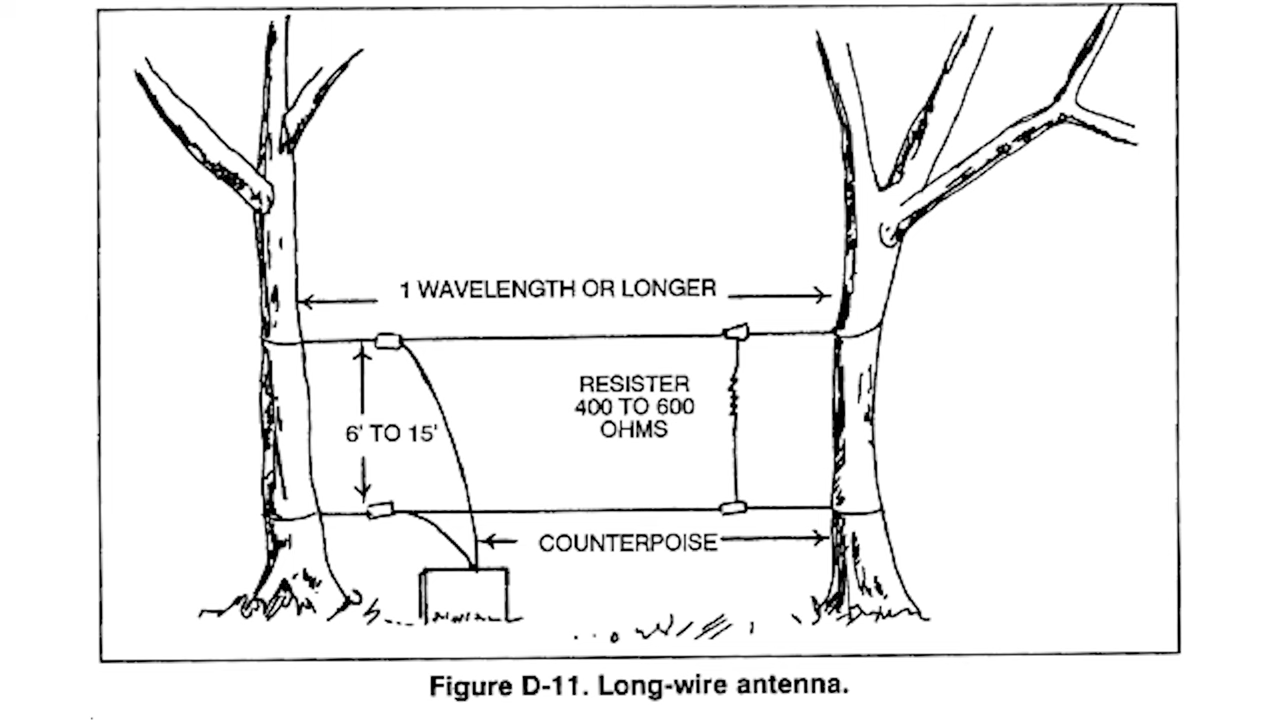 1 WAVELENGTH OR LONGER
RESISTER
400 TO 600
OHMS
6' TO 15'
COUNTERPOISE
Figure D-11. Long-wire antenna.